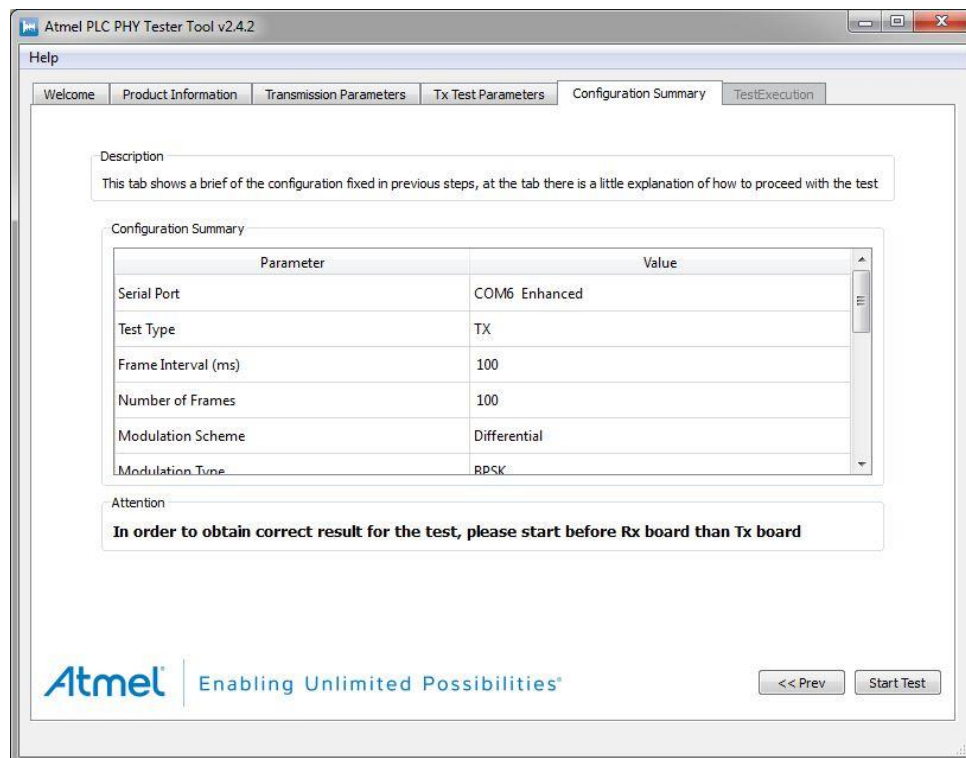 Atmel PLC PHY Tester Tool v2.4.2
Help
Welcome Product Information Transmission Parameters Tx Test Parameters Configuration Summary TestExecution
Description
This tab shows a brief of the configuration fixed in previous steps, at the tab there is a little explanation of how to proceed with the test
Configuration Summary
Parameter Value
Serial Port COM6 Enhanced
Test Type TX
Frame Interval (ms) 100
Number of Frames 100
Modulation Scheme Differential
Modulation Type BPSK
Attention
In order to obtain correct result for the test, please start before Rx board than Tx board
Atmel® Enabling Unlimited Possibilities®
<< Prev Start Test